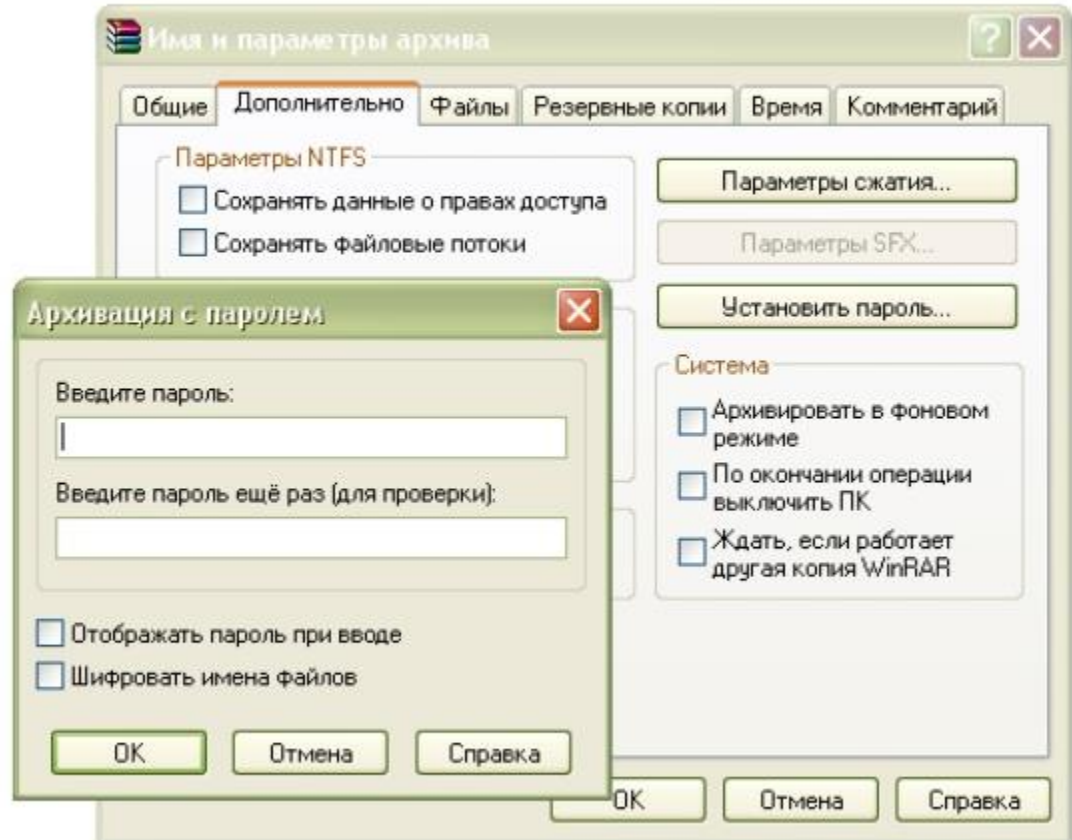 Имя и параметры архива
Общие Дополнительно Файлы Резервные копии Время Комментарий
Параметры NTFS
Сохранять данные о правах доступа
Сохранять файловые потоки
Параметры сжатия...
Параметры SFX...
Установить пароль...
Система
Архивировать в фоновом
режиме
По окончании операции
выключить ПК
Ждать, если работает
другая копия WinRAR
OK Отмена Справка
Архивация с паролем
Введите пароль:
Введите пароль ещё раз (для проверки):
Отображать пароль при вводе
Шифровать имена файлов
OK Отмена Справка